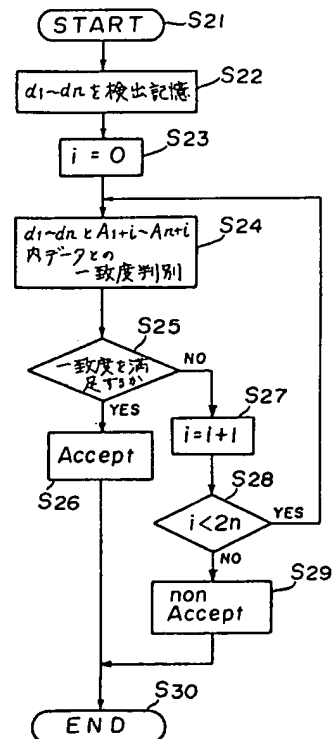 START
S21
S22
d1~dnを検出記憶
S23
i = 0
S24
d1~dnとA1+i~An+i
内データとの
一致度判別
S25
一致度を満
足するか
NO
YES
S27
i=i+1
Accept
S26
S28
i<2n
YES
NO
S29
non
Accept
S30
END